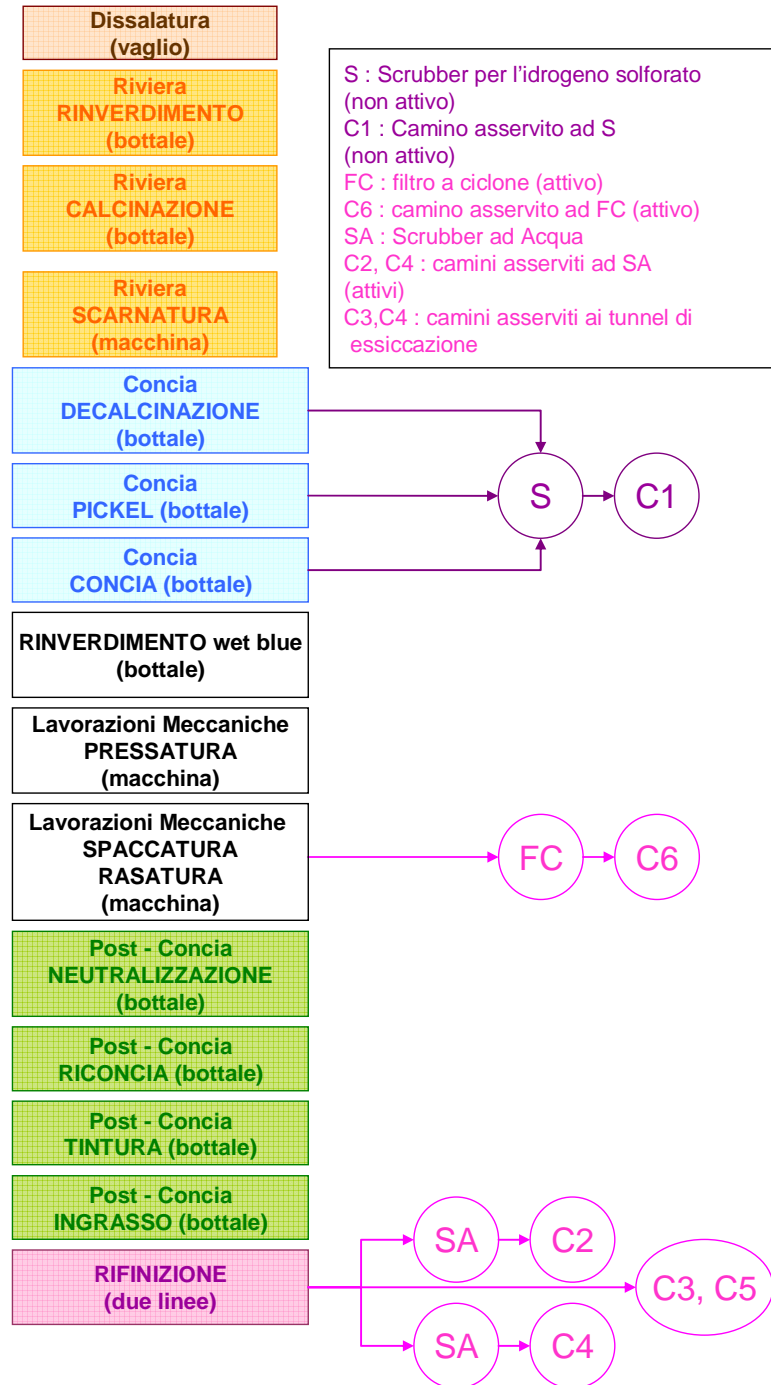 Dissalatura
(vaglio)
Riviera
RINVERDIMENTO
(bottale)
Riviera
CALCINAZIONE
(bottale)
Riviera
SCARNATURA
(macchina)
S : Scrubber per l'idrogeno solforato
(non attivo)
C1 : Camino asservito ad S
(non attivo)
FC : filtro a ciclone (attivo)
C6 : camino asservito ad FC (attivo)
SA : Scrubber ad Acqua
C2, C4 : camini asserviti ad SA
(attivi)
C3,C4 : camini asserviti ai tunnel di
essiccazione
Concia
DECALCINAZIONE
(bottale)
Concia
PICKEL (bottale)
S
C1
Concia
CONCIA (bottale)
RINVERDIMENTO wet blue
(bottale)
Lavorazioni Meccaniche
PRESSATURA
(macchina)
Lavorazioni Meccaniche
SPACCATURA
RASATURA
(macchina)
FC
C6
Post - Concia
NEUTRALIZZAZIONE
(bottale)
Post - Concia
RICONCIA (bottale)
Post - Concia
TINTURA (bottale)
Post - Concia
INGRASSO (bottale)
SA
C2
RIFINIZIONE
(due linee)
C3, C5
SA
C4